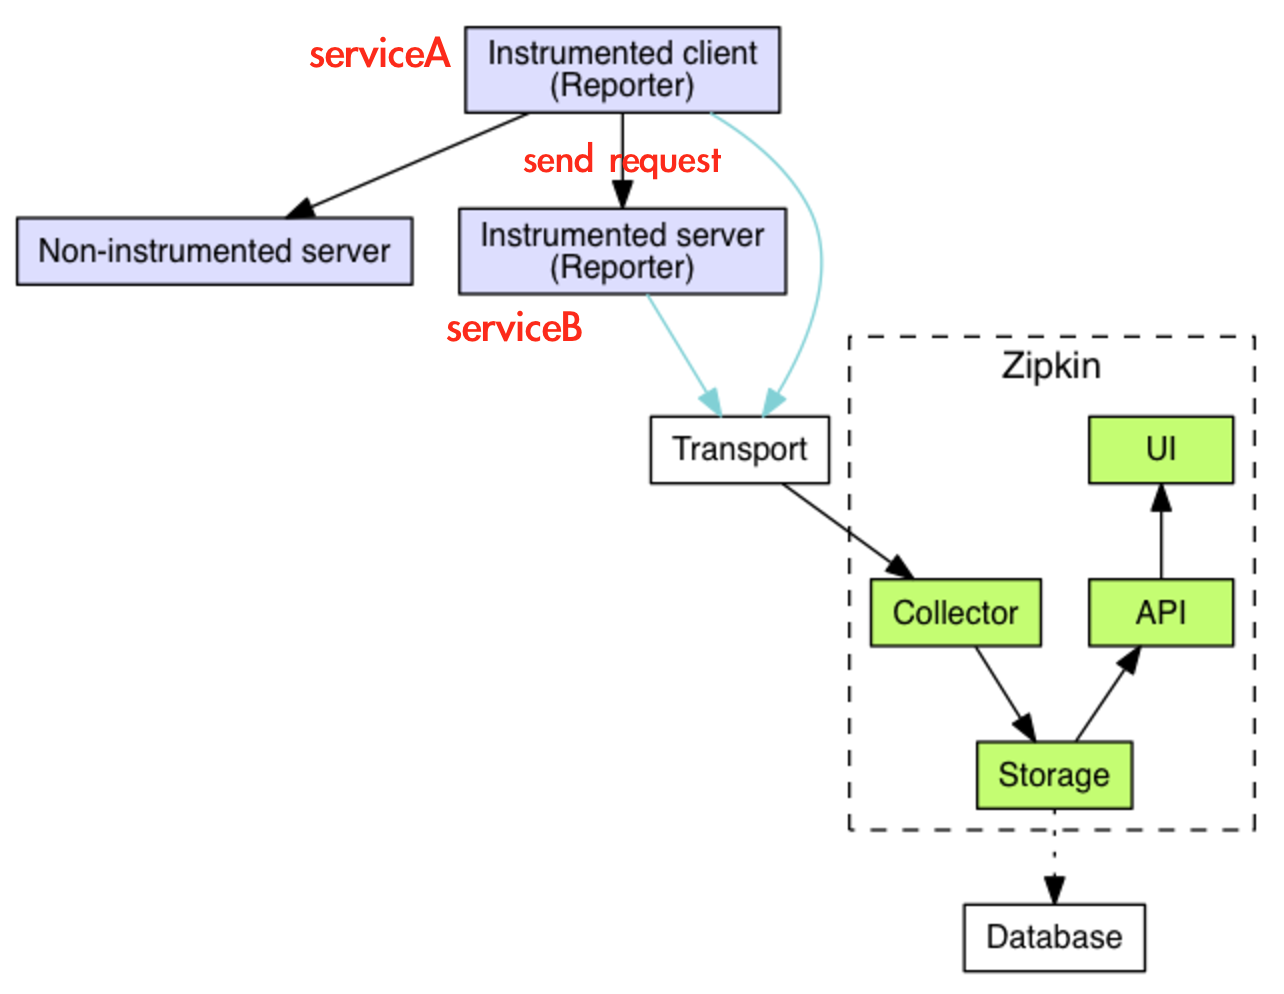 serviceA
Instrumented client
(Reporter)
send request
Non-instrumented server
Instrumented server
(Reporter)
serviceB
Zipkin
Transport
UI
Collector
API
Storage
Database